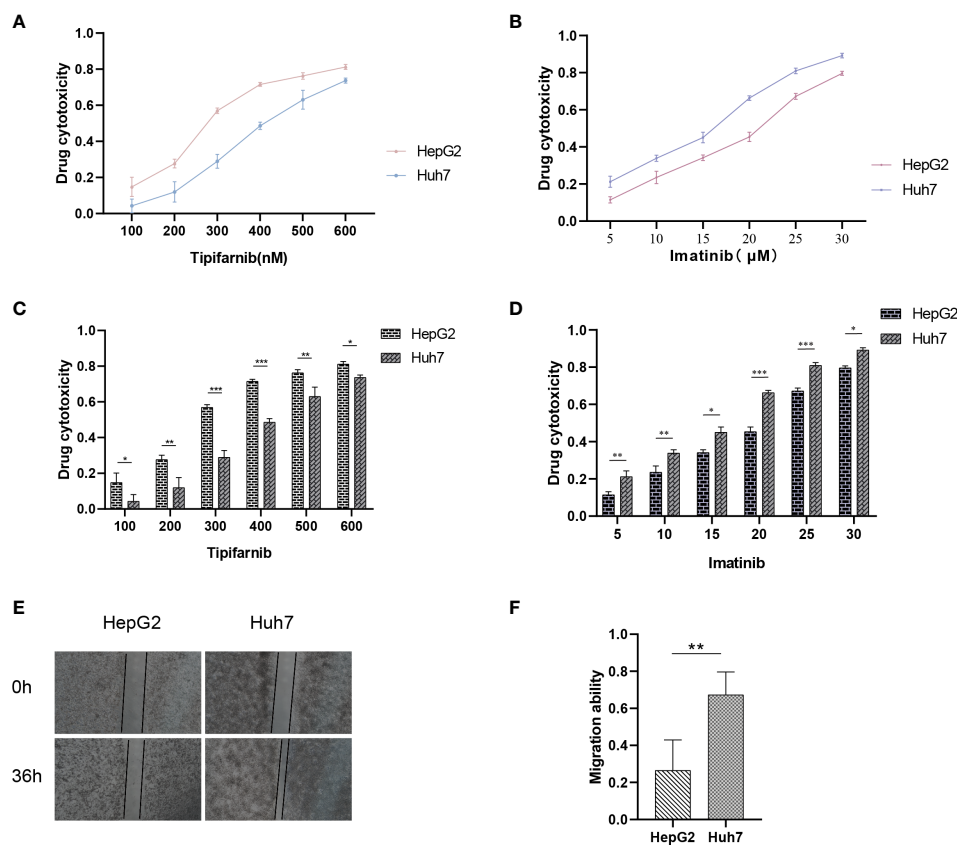 A
Drug cytotoxicity
1.0
0.8
0.6
0.4
0.2
0.0
100 200 300 400 500 600
Tipifarnib(nM)
HepG2
Huh7
B
Drug cytotoxicity
1.0
0.8
0.6
0.4
0.2
0.0
5 10 15 20 25 30
Imatinib( μM)
HepG2
Huh7
C
Drug cytotoxicity
1.0
0.8
0.6
0.4
0.2
0.0
* ** *** *** ** *
100 200 300 400 500 600
Tipifarnib
HepG2
Huh7
D
Drug cytotoxicity
1.0
0.8
0.6
0.4
0.2
0.0
** ** * *** *** *
5 10 15 20 25 30
Imatinib
HepG2
Huh7
E
HepG2 Huh7
0h
36h
F
Migration ability
1.0
0.8
0.6
0.4
0.2
0.0
**
HepG2 Huh7